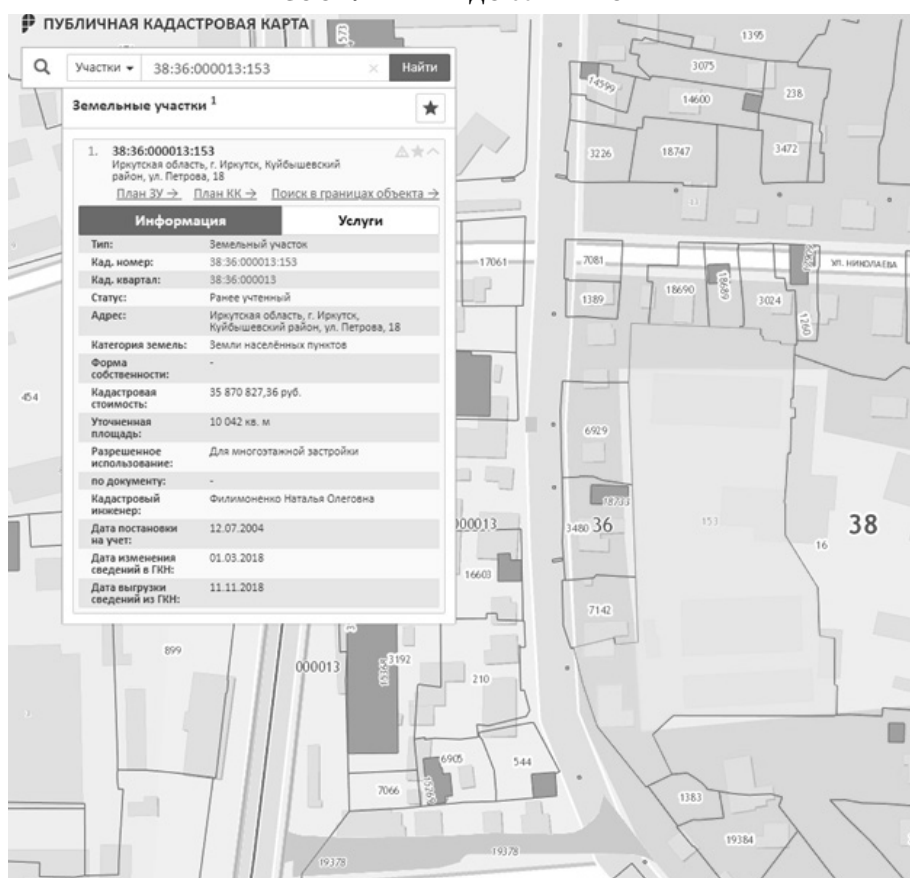 ПУБЛИЧНАЯ КАДАСТРОВАЯ КАРТА
Участки 38:36:000013:153 × Найти
Земельные участки 1
1. 38:36:000013:153
Иркутская область, г. Иркутск, Куйбышевский
район, ул. Петрова, 18
План ЗУ → План КК → Поиск в границах объекта →
Информация Услуги
Тип: Земельный участок
Кад. номер: 38:36:000013:153
Кад. квартал: 38:36:000013
Статус: Ранее учтенный
Адрес: Иркутская область, г. Иркутск,
Куйбышевский район, ул. Петрова, 18
Категория земель: Земли населённых пунктов
Форма
собственности: -
Кадастровая
стоимость: 35 870 827,36 руб.
Уточненная
площадь: 10 042 кв. м
Разрешенное
использование: Для многоэтажной застройки
по документу: -
Кадастровый
инженер: Филимоненко Наталья Олеговна
Дата постановки
на учет: 12.07.2004
Дата изменения
сведений в ГКН: 01.03.2018
Дата выгрузки
сведений из ГКН: 11.11.2018
573
1395
3075
14599
14600
238
3226
18747
3472
11
17061
7081
УЛ. НИКОЛАЕВА
1389
18690
18689
3024
1260
454
6929
18733
3480
36
153
38
16
000013
16603
7142
899
000013
3192
15364
210
6905
544
7066
1383
19384
19378
19378